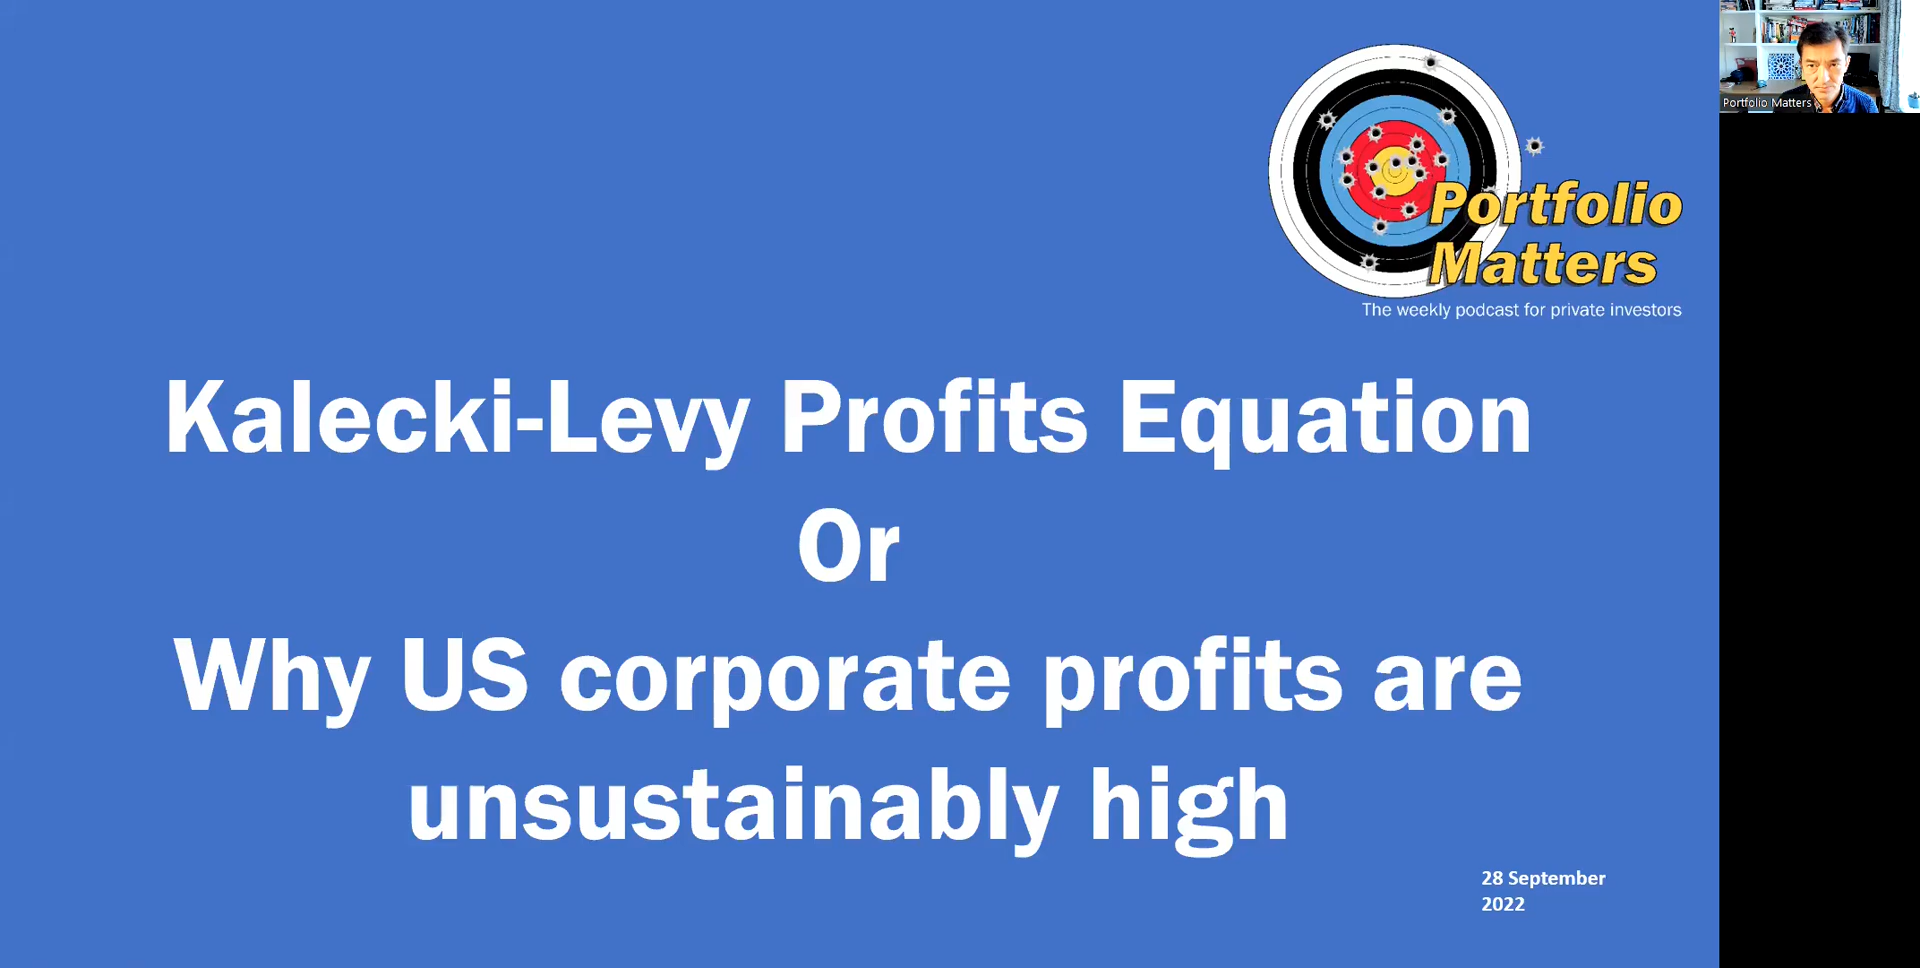 Portfolio Matters
Portfolio
Matters
The weekly podcast for private investors
Kalecki-Levy Profits Equation
Or
Why US corporate profits are
unsustainably high
28 September
2022